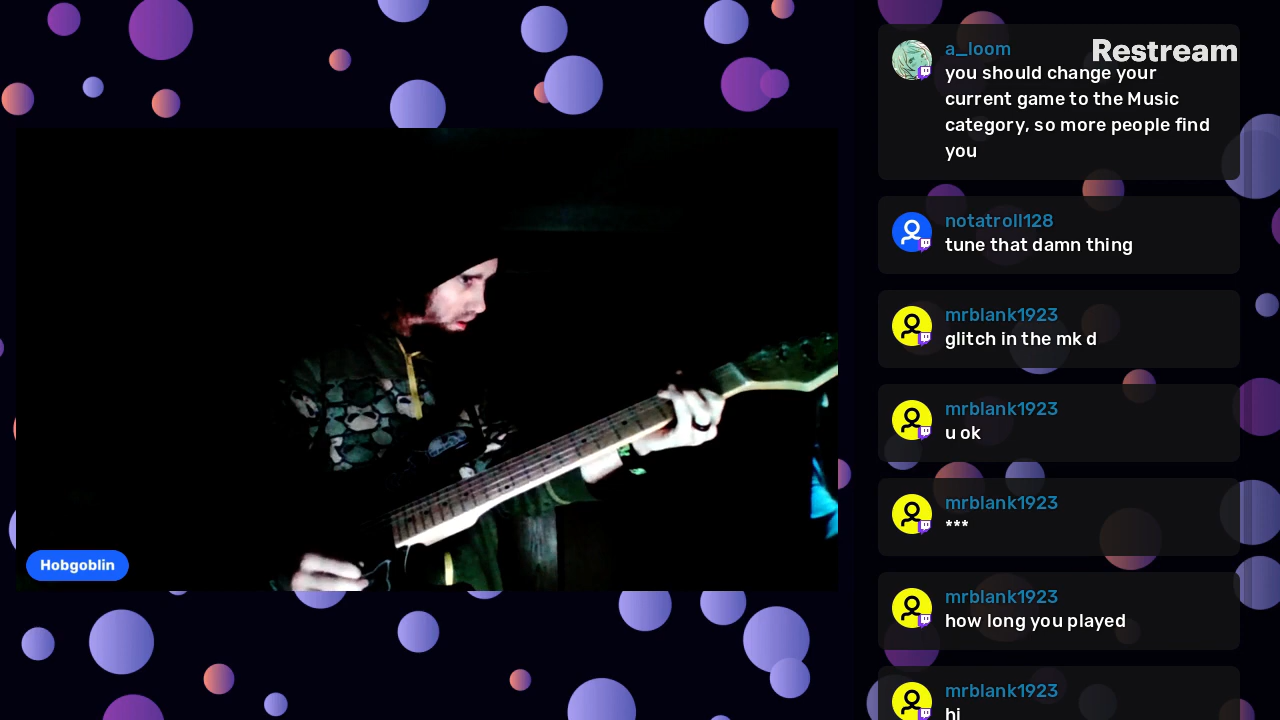 Restream
a_loom
you should change your
current game to the Music
category, so more people find
you
notatroll128
tune that damn thing
mrblank1923
glitch in the mk d
mrblank1923
u ok
mrblank1923
***
mrblank1923
how long you played
mrblank1923
hi
Hobgoblin